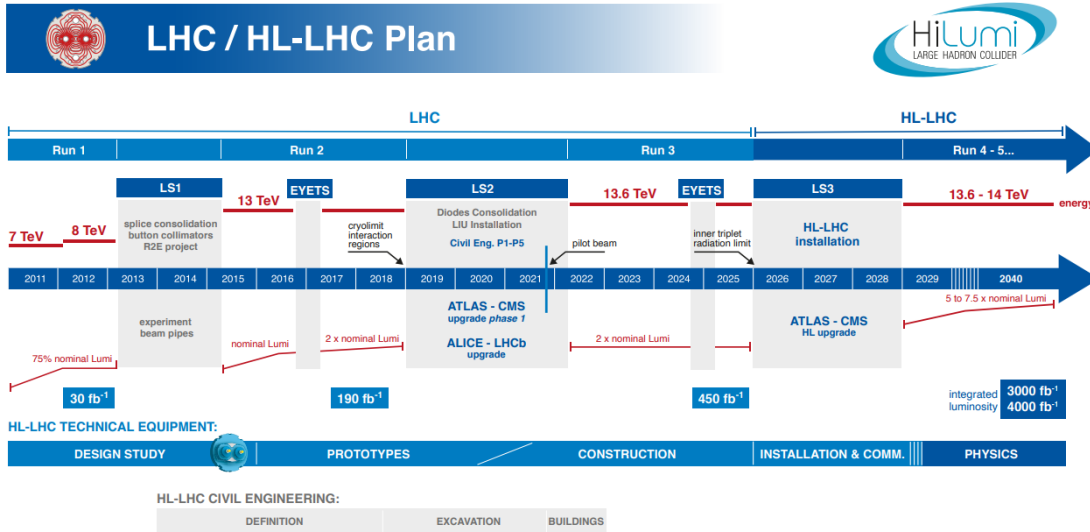 LHC / HL-LHC Plan
HiLumi
LARGE HADRON COLLIDER
LHC
HL-LHC
Run 1
Run 2
Run 3
Run 4 - 5...
LS1
EYETS
LS2
EYETS
LS3
13 TeV
13.6 TeV
13.6 - 14 TeV
energy
7 TeV
8 TeV
splice consolidation
button collimators
R2E project
cryolimit
interaction
regions
Diodes Consolidation
LIU Installation
Civil Eng. P1-P5
pilot beam
inner triplet
radiation limit
HL-LHC
installation
2011
2012
2013
2014
2015
2016
2017
2018
2019
2020
2021
2022
2023
2024
2025
2026
2027
2028
2029
2040
experiment
beam pipes
ATLAS - CMS
upgrade phase 1
ALICE - LHCb
upgrade
ATLAS - CMS
HL upgrade
5 to 7.5 x nominal Lumi
75% nominal Lumi
nominal Lumi
2 x nominal Lumi
2 x nominal Lumi
30 fb⁻¹
190 fb⁻¹
450 fb⁻¹
integrated
luminosity
3000 fb⁻¹
4000 fb⁻¹
HL-LHC TECHNICAL EQUIPMENT:
DESIGN STUDY
PROTOTYPES
CONSTRUCTION
INSTALLATION & COMM.
PHYSICS
HL-LHC CIVIL ENGINEERING:
DEFINITION
EXCAVATION
BUILDINGS